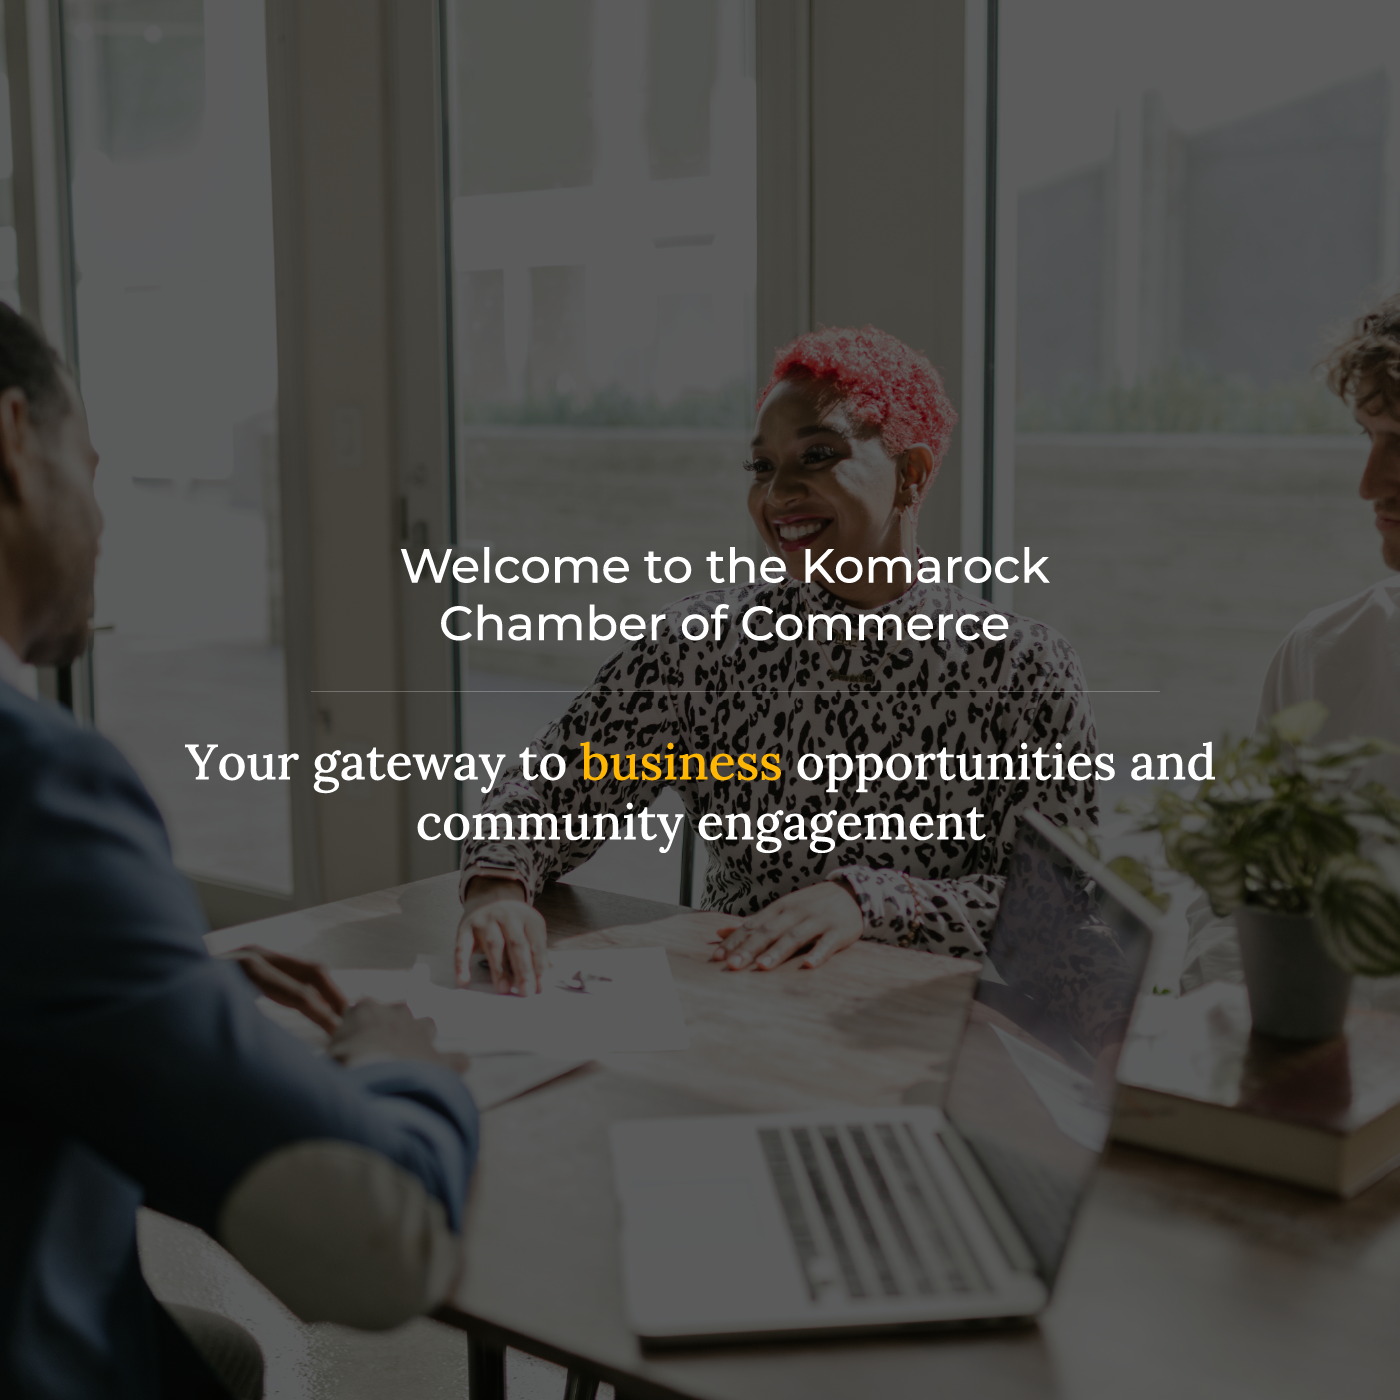 Welcome to the Komarock
Chamber of Commerce
Your gateway to business opportunities and
community engagement